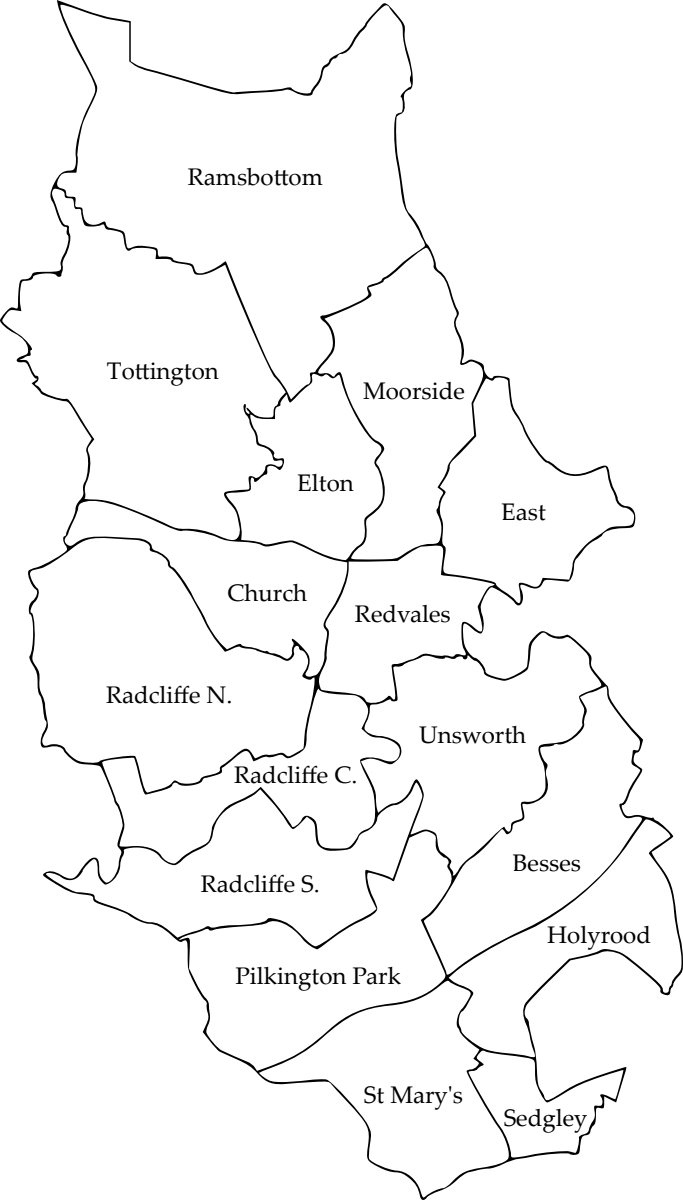 Ramsbottom
Tottington
Moorside
Elton
East
Church
Redvales
Radcliffe N.
Unsworth
Radcliffe C.
Besses
Radcliffe S.
Holyrood
Pilkington Park
St Mary's
Sedgley